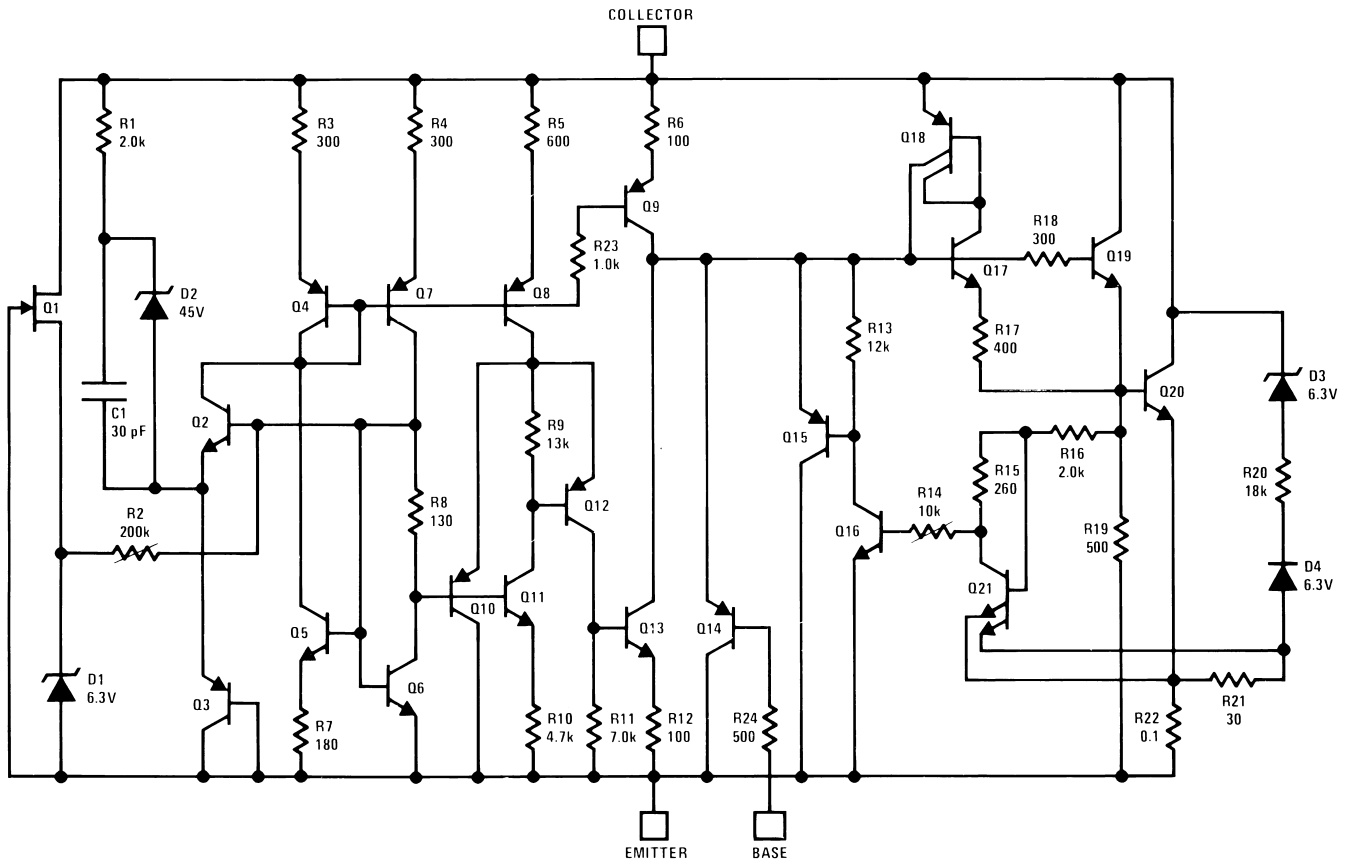 COLLECTOR
R1
2.0k
R3
300
R4
300
R5
600
R6
100
Q18
Q9
R18
300
R23
1.0k
Q17
Q19
Q1
D2
45V
Q4
Q7
Q8
R13
12k
R17
400
C1
30 pF
Q2
R9
13k
Q15
Q20
D3
6.3V
R16
2.0k
R15
260
R20
18k
R2
200k
R8
130
Q12
R14
10k
Q16
R19
500
D4
6.3V
Q10
Q11
Q21
Q5
Q13
Q14
D1
6.3V
Q3
Q6
R7
180
R10
4.7k
R11
7.0k
R12
100
R24
500
R22
0.1
R21
30
EMITTER
BASE